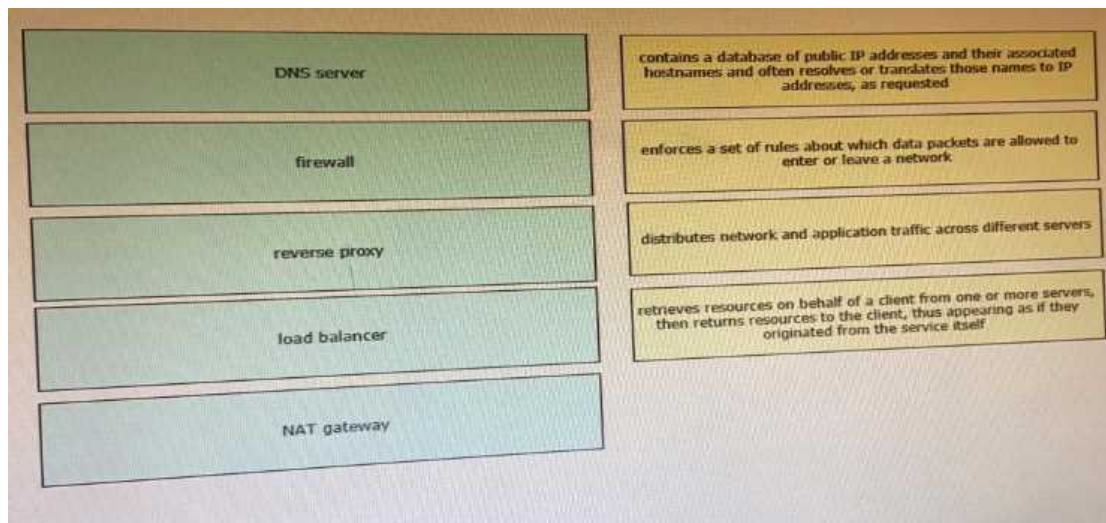 DNS server
firewall
reverse proxy
load balancer
NAT gateway
contains a database of public IP addresses and their associated
hostnames and often resolves or translates those names to IP
addresses, as requested
enforces a set of rules about which data packets are allowed to
enter or leave a network
distributes network and application traffic across different servers
retrieves resources on behalf of a client from one or more servers,
then returns resources to the client, thus appearing as if they
originated from the service itself